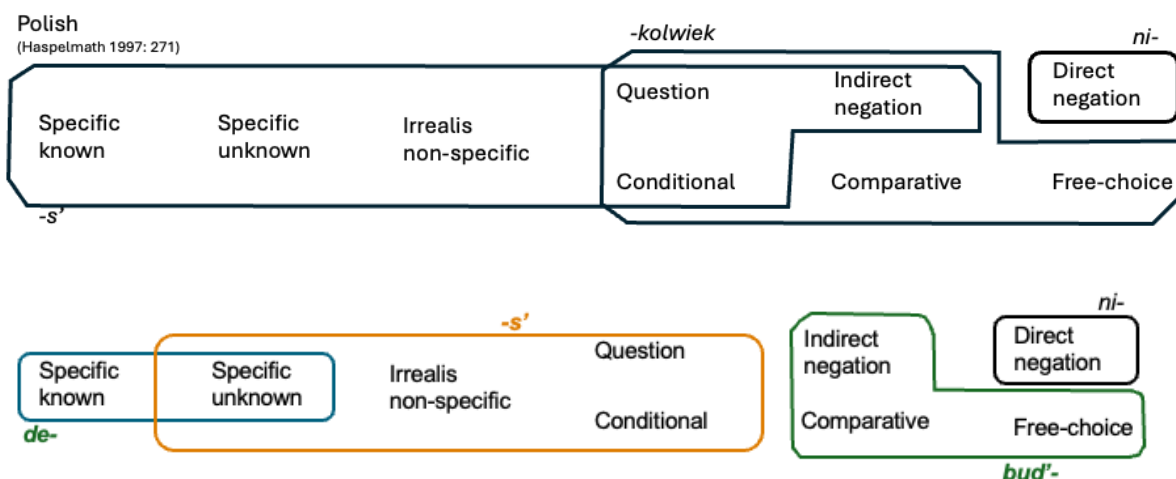 Polish
(Haspelmath 1997: 271)
-kolwiek
ni-
Specific
known
Specific
unknown
Irrealis
non-specific
Question
Indirect
negation
Direct
negation
Conditional
Comparative
Free-choice
-s'
-s'
ni-
Specific
known
Specific
unknown
Irrealis
non-specific
Question
Conditional
Indirect
negation
Direct
negation
Comparative
Free-choice
de-
bud'-